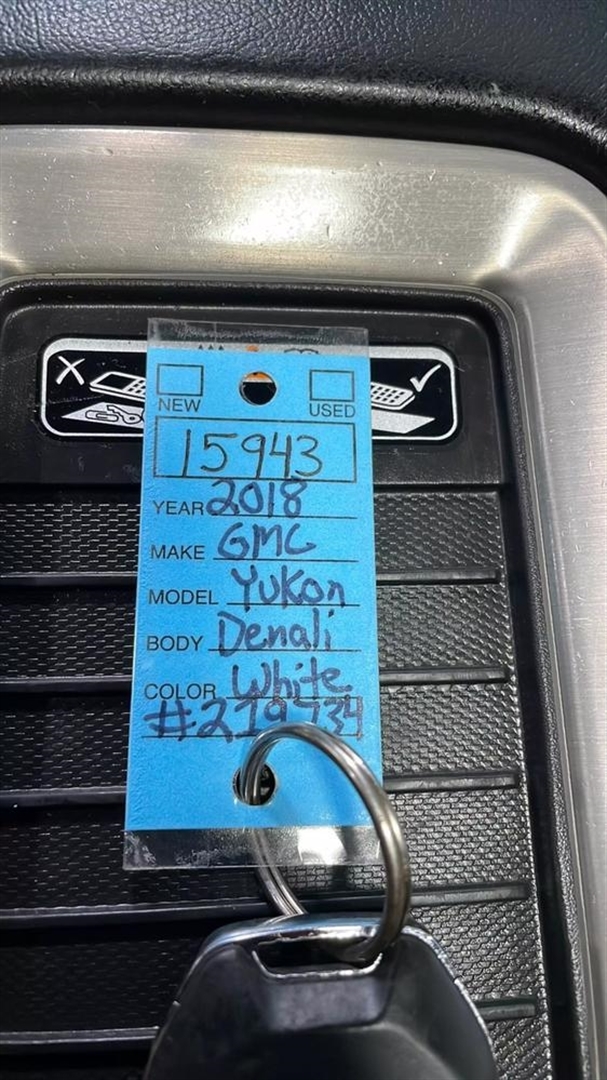 NEW USED
15943
YEAR 2018
MAKE GMC
MODEL Yukon
BODY Denali
COLOR White
#219734